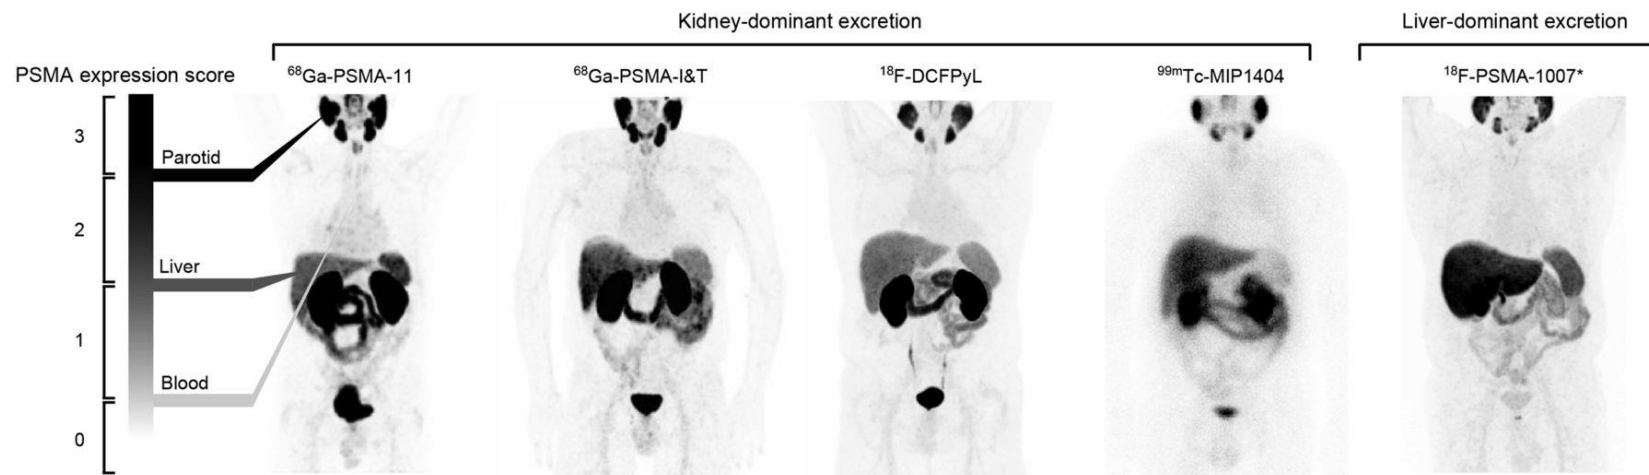 Kidney-dominant excretion
Liver-dominant excretion
PSMA expression score
⁶⁸Ga-PSMA-11
⁶⁸Ga-PSMA-I&T
¹⁸F-DCFPyL
⁹⁹ᵐTc-MIP1404
¹⁸F-PSMA-1007*
3
Parotid
2
Liver
1
Blood
0